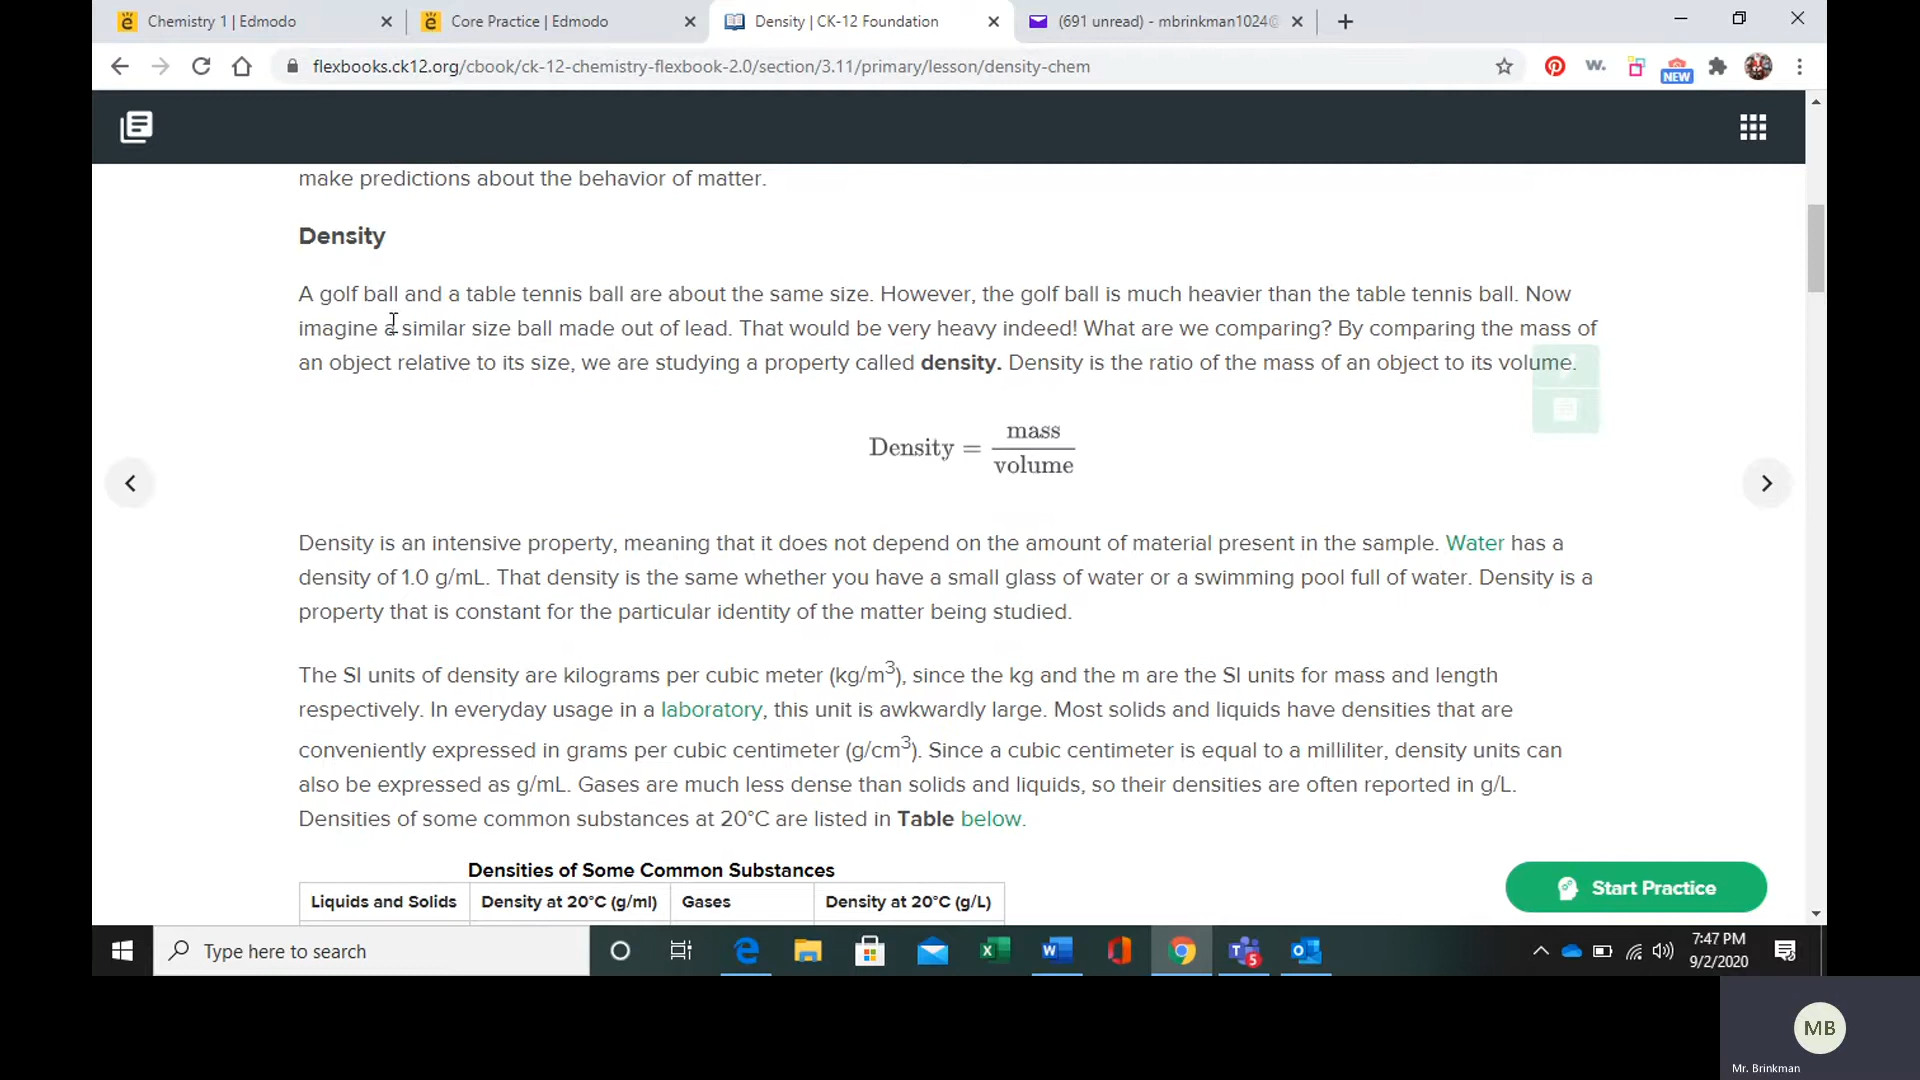 Chemistry 1 | Edmodo
Core Practice | Edmodo
Density | CK-12 Foundation
(691 unread) - mbrinkman1024@
flexbooks.ck12.org/cbook/ck-12-chemistry-flexbook-2.0/section/3.11/primary/lesson/density-chem
w.
NEW
make predictions about the behavior of matter.
Density
A golf ball and a table tennis ball are about the same size. However, the golf ball is much heavier than the table tennis ball. Now
imagine a similar size ball made out of lead. That would be very heavy indeed! What are we comparing? By comparing the mass of
an object relative to its size, we are studying a property called density. Density is the ratio of the mass of an object to its volume.
Density = mass
volume
Density is an intensive property, meaning that it does not depend on the amount of material present in the sample. Water has a
density of 1.0 g/mL. That density is the same whether you have a small glass of water or a swimming pool full of water. Density is a
property that is constant for the particular identity of the matter being studied.
The SI units of density are kilograms per cubic meter (kg/m³), since the kg and the m are the SI units for mass and length
respectively. In everyday usage in a laboratory, this unit is awkwardly large. Most solids and liquids have densities that are
conveniently expressed in grams per cubic centimeter (g/cm³). Since a cubic centimeter is equal to a milliliter, density units can
also be expressed as g/mL. Gases are much less dense than solids and liquids, so their densities are often reported in g/L.
Densities of some common substances at 20°C are listed in Table below.
Densities of Some Common Substances
Liquids and Solids Density at 20°C (g/ml) Gases Density at 20°C (g/L)
Start Practice
Type here to search
5
7:47 PM
9/2/2020
MB
Mr. Brinkman